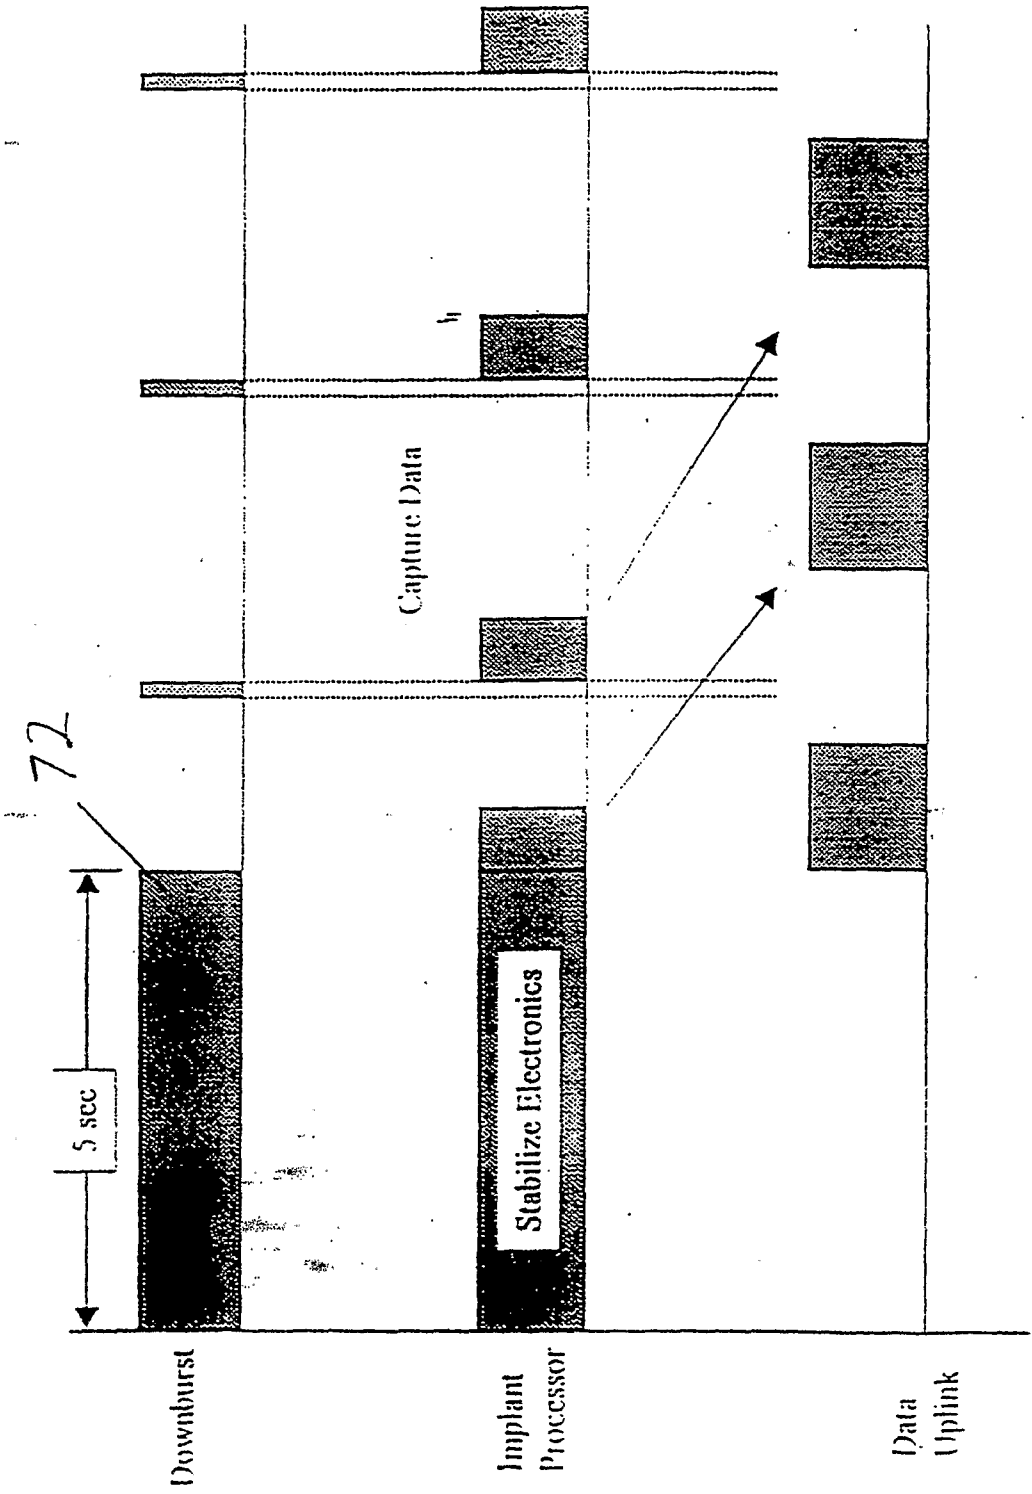 72
5 sec
Downburst
Stabilize Electronics
Implant
Processor
Capture Data
Data
Uplink